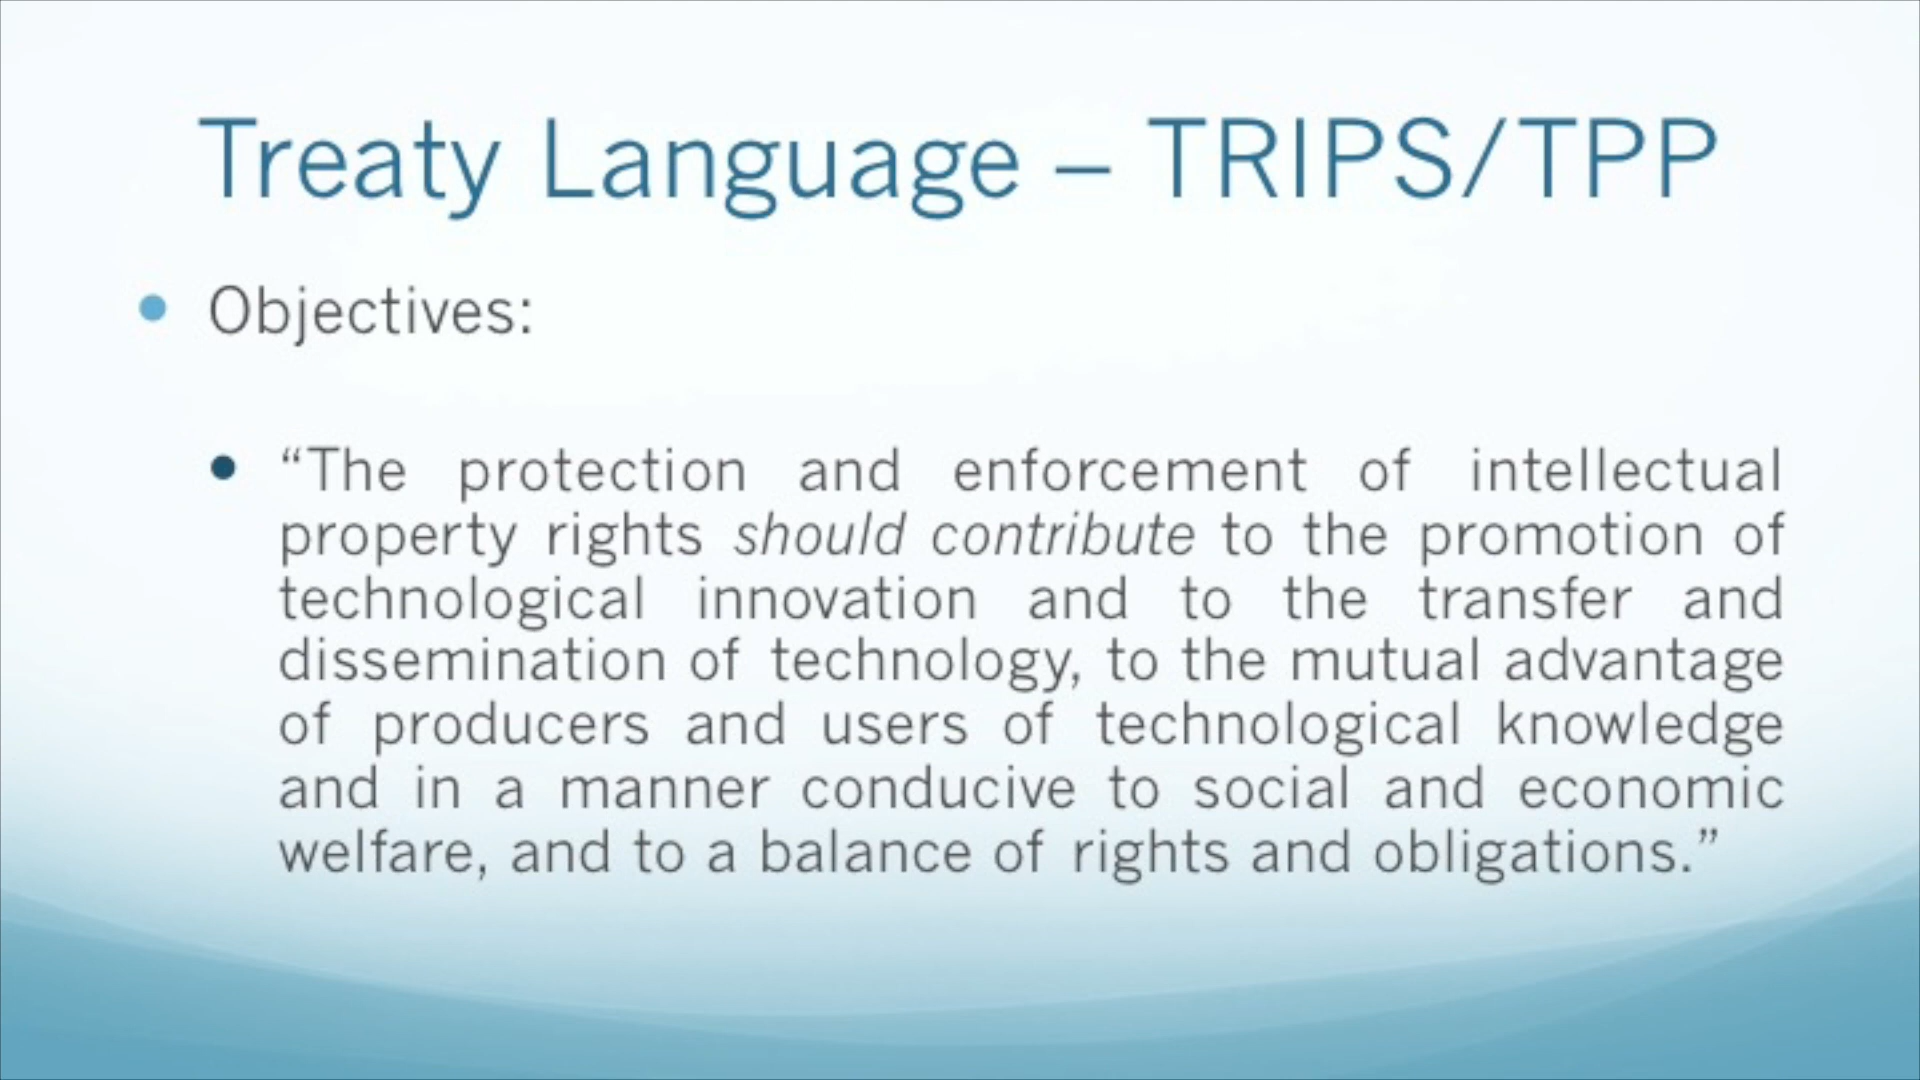 Treaty Language – TRIPS/TPP
Objectives:
“The protection and enforcement of intellectual
property rights should contribute to the promotion of
technological innovation and to the transfer and
dissemination of technology, to the mutual advantage
of producers and users of technological knowledge
and in a manner conducive to social and economic
welfare, and to a balance of rights and obligations.”